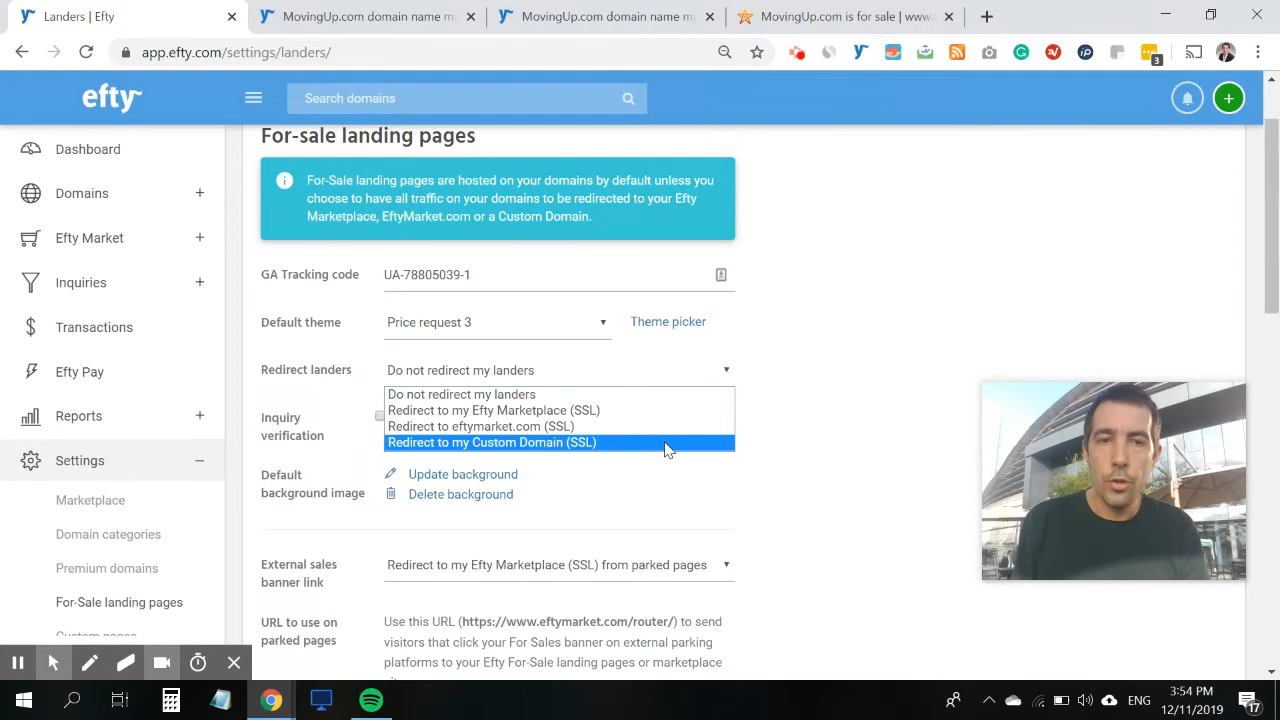 Landers | Efty
MovingUp.com domain name ma
MovingUp.com domain name ma
MovingUp.com is for sale | www.
app.efty.com/settings/landers/
3
efty
Search domains
Dashboard
Domains
Efty Market
Inquiries
Transactions
Efty Pay
Reports
Settings
Marketplace
Domain categories
Premium domains
For-Sale landing pages
Custom pages
For-sale landing pages
For-Sale landing pages are hosted on your domains by default unless you
choose to have all traffic on your domains to be redirected to your Efty
Marketplace, EftyMarket.com or a Custom Domain.
GA Tracking code
UA-78805039-1
Default theme
Price request 3
Theme picker
Redirect landers
Do not redirect my landers
Do not redirect my landers
Redirect to my Efty Marketplace (SSL)
Redirect to eftymarket.com (SSL)
Redirect to my Custom Domain (SSL)
Inquiry
verification
Default
background image
Update background
Delete background
External sales
banner link
Redirect to my Efty Marketplace (SSL) from parked pages
URL to use on
parked pages
Use this URL (https://www.eftymarket.com/router/) to send
visitors that click your For Sales banner on external parking
platforms to your Efty For-Sale landing pages or marketplace
ENG
3:54 PM
12/11/2019
17